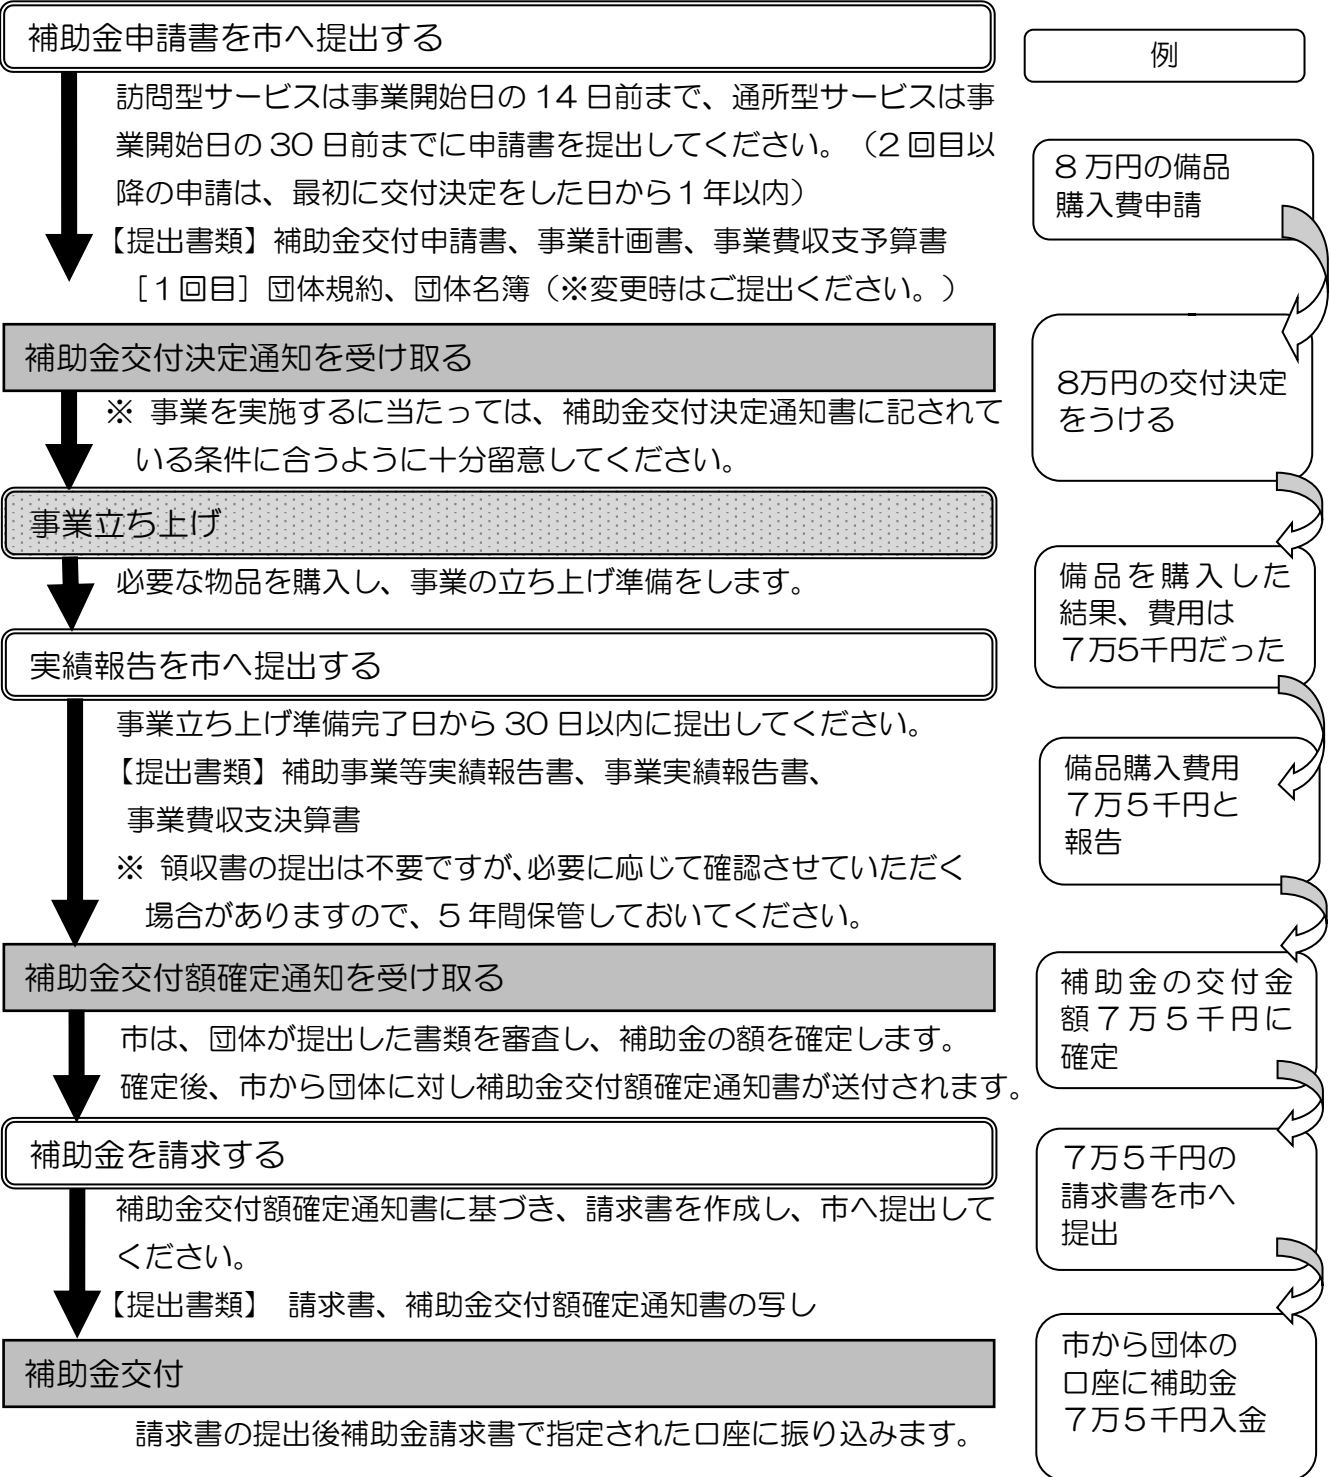 補助金申請書を市へ提出する
訪問型サービスは事業開始日の 14 日前まで、通所型サービスは事
業開始日の 30 日前までに申請書を提出してください。（2 回目以
降の申請は、最初に交付決定をした日から１年以内）
【提出書類】補助金交付申請書、事業計画書、事業費収支予算書
［１回目］団体規約、団体名簿（※変更時はご提出ください。）
補助金交付決定通知を受け取る
※ 事業を実施するに当たっては、補助金交付決定通知書に記されて
いる条件に合うように十分留意してください。
事業立ち上げ
必要な物品を購入し、事業の立ち上げ準備をします。
実績報告を市へ提出する
事業立ち上げ準備完了日から 30 日以内に提出してください。
【提出書類】補助事業等実績報告書、事業実績報告書、
事業費収支決算書
※ 領収書の提出は不要ですが、必要に応じて確認させていただく
場合がありますので、5 年間保管しておいてください。
補助金交付額確定通知を受け取る
市は、団体が提出した書類を審査し、補助金の額を確定します。
確定後、市から団体に対し補助金交付額確定通知書が送付されます。
補助金を請求する
補助金交付額確定通知書に基づき、請求書を作成し、市へ提出して
ください。
【提出書類】 請求書、補助金交付額確定通知書の写し
補助金交付
請求書の提出後補助金請求書で指定された口座に振り込みます。
例
8 万円の備品
購入費申請
8万円の交付決定
をうける
備品を購入した
結果、費用は
７万5千円だった
備品購入費用
７万５千円と
報告
補助金の交付金
額７万５千円に
確定
７万５千円の
請求書を市へ
提出
市から団体の
口座に補助金
７万５千円入金